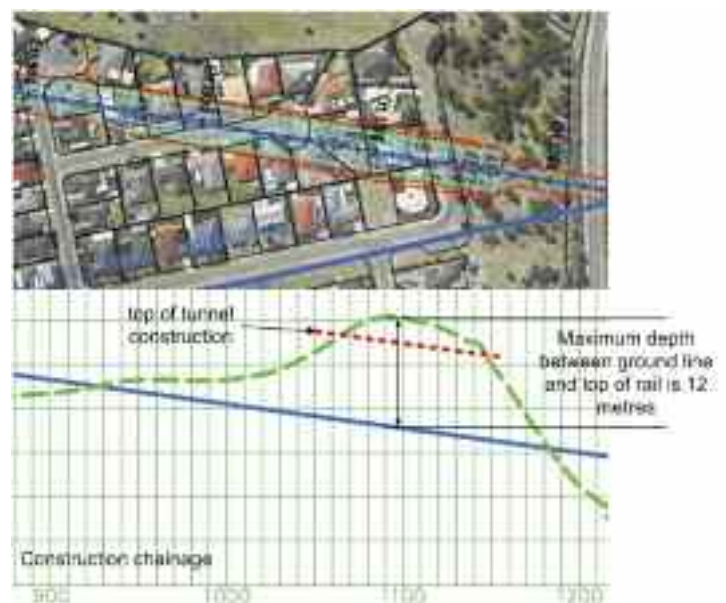 top of tunnel
construction
Maximum depth
between ground line
and top of rail is 12
metres
Construction chainage
900 1000 1100 1200